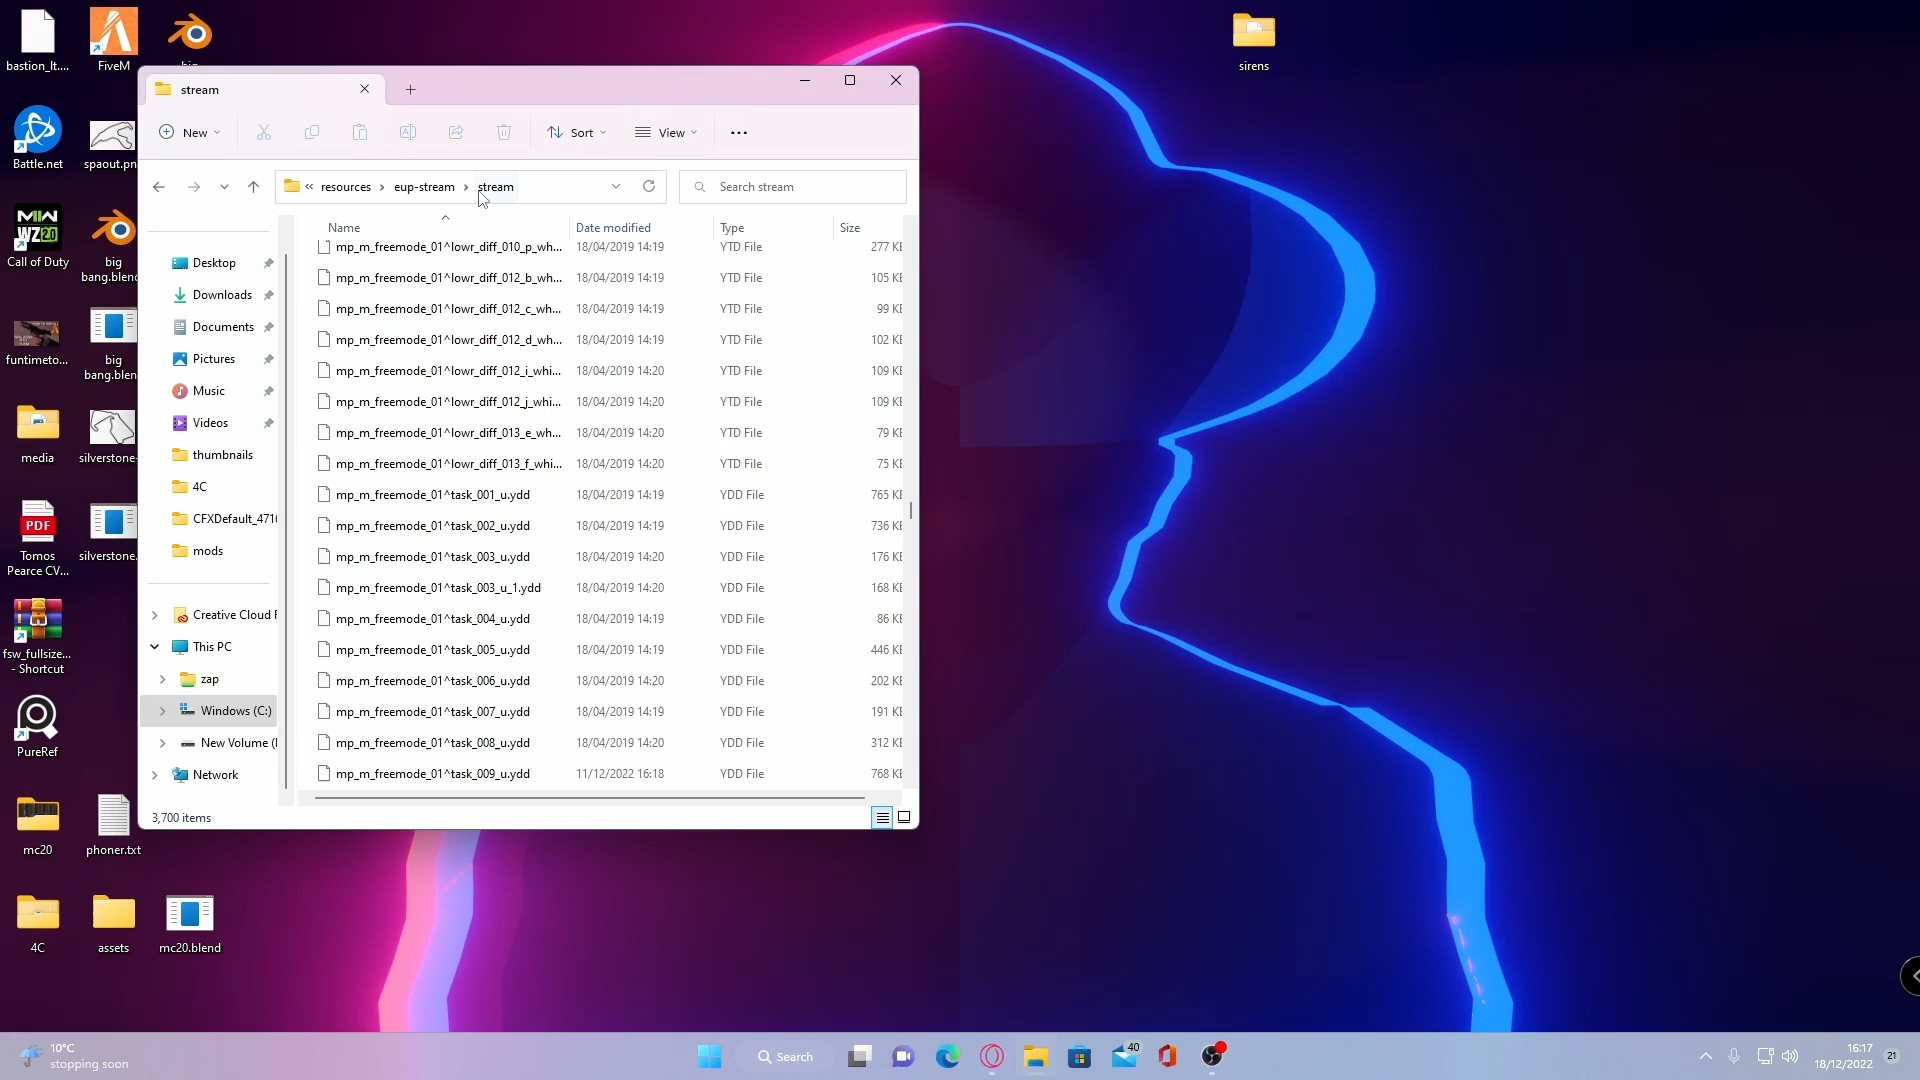 bastion_lt....
FiveM
sirens
Battle.net
spaout.pn
MW
WZ2.0
Call of Duty
big
bang.blend
funtimeto...
big
bang.blen
media
silverstone-
PDF
Tomos
Pearce CV...
silverstone.
fsw_fullsize...
- Shortcut
PureRef
mc20
phoner.txt
4C
assets
mc20.blend
stream
New
Sort
View
« resources › eup-stream › stream
Search stream
Name Date modified Type Size
Desktop
Downloads
Documents
Pictures
Music
Videos
thumbnails
4C
CFXDefault_4716
mods
Creative Cloud F
This PC
zap
Windows (C:)
New Volume (
Network
mp_m_freemode_01^lowr_diff_010_p_wh... 18/04/2019 14:19 YTD File 277 KB
mp_m_freemode_01^lowr_diff_012_b_wh... 18/04/2019 14:19 YTD File 105 KB
mp_m_freemode_01^lowr_diff_012_c_wh... 18/04/2019 14:19 YTD File 99 KB
mp_m_freemode_01^lowr_diff_012_d_wh... 18/04/2019 14:19 YTD File 102 KB
mp_m_freemode_01^lowr_diff_012_i_whi... 18/04/2019 14:20 YTD File 109 KB
mp_m_freemode_01^lowr_diff_012_j_whi... 18/04/2019 14:20 YTD File 109 KB
mp_m_freemode_01^lowr_diff_013_e_wh... 18/04/2019 14:20 YTD File 79 KB
mp_m_freemode_01^lowr_diff_013_f_whi... 18/04/2019 14:20 YTD File 75 KB
mp_m_freemode_01^task_001_u.ydd 18/04/2019 14:19 YDD File 765 KB
mp_m_freemode_01^task_002_u.ydd 18/04/2019 14:19 YDD File 736 KB
mp_m_freemode_01^task_003_u.ydd 18/04/2019 14:20 YDD File 176 KB
mp_m_freemode_01^task_003_u_1.ydd 18/04/2019 14:20 YDD File 168 KB
mp_m_freemode_01^task_004_u.ydd 18/04/2019 14:19 YDD File 86 KB
mp_m_freemode_01^task_005_u.ydd 18/04/2019 14:19 YDD File 446 KB
mp_m_freemode_01^task_006_u.ydd 18/04/2019 14:20 YDD File 202 KB
mp_m_freemode_01^task_007_u.ydd 18/04/2019 14:19 YDD File 191 KB
mp_m_freemode_01^task_008_u.ydd 18/04/2019 14:20 YDD File 312 KB
mp_m_freemode_01^task_009_u.ydd 11/12/2022 16:18 YDD File 768 KB
3,700 items
10°C
stopping soon
Search
40
16:17
18/12/2022
21